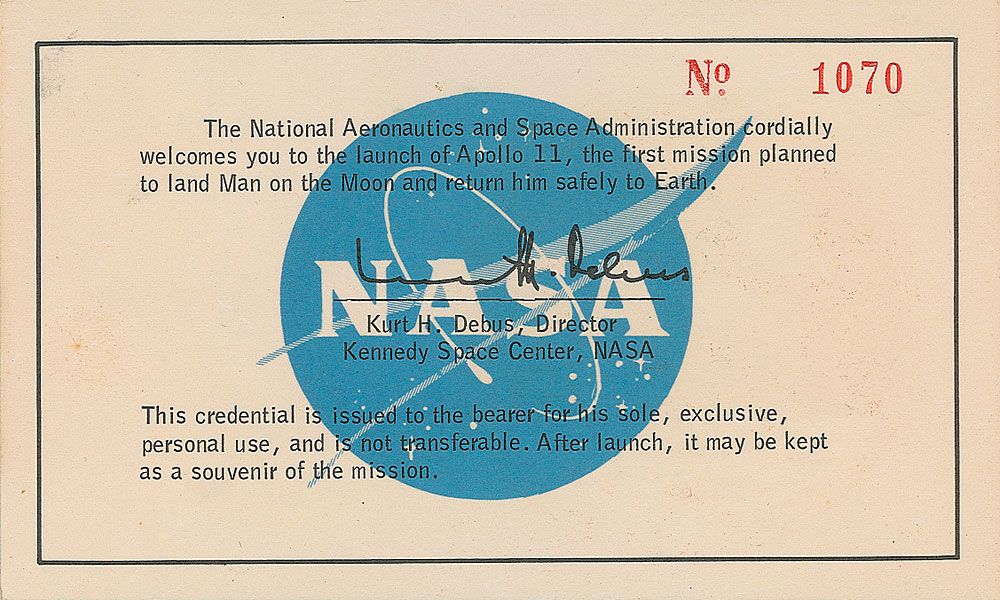 Nº 1070
The National Aeronautics and Space Administration cordially
welcomes you to the launch of Apollo 11, the first mission planned
to land Man on the Moon and return him safely to Earth.
Kurt H. Debus
NASA
Kurt H. Debus, Director
Kennedy Space Center, NASA
This credential is issued to the bearer for his sole, exclusive,
personal use, and is not transferable. After launch, it may be kept
as a souvenir of the mission.